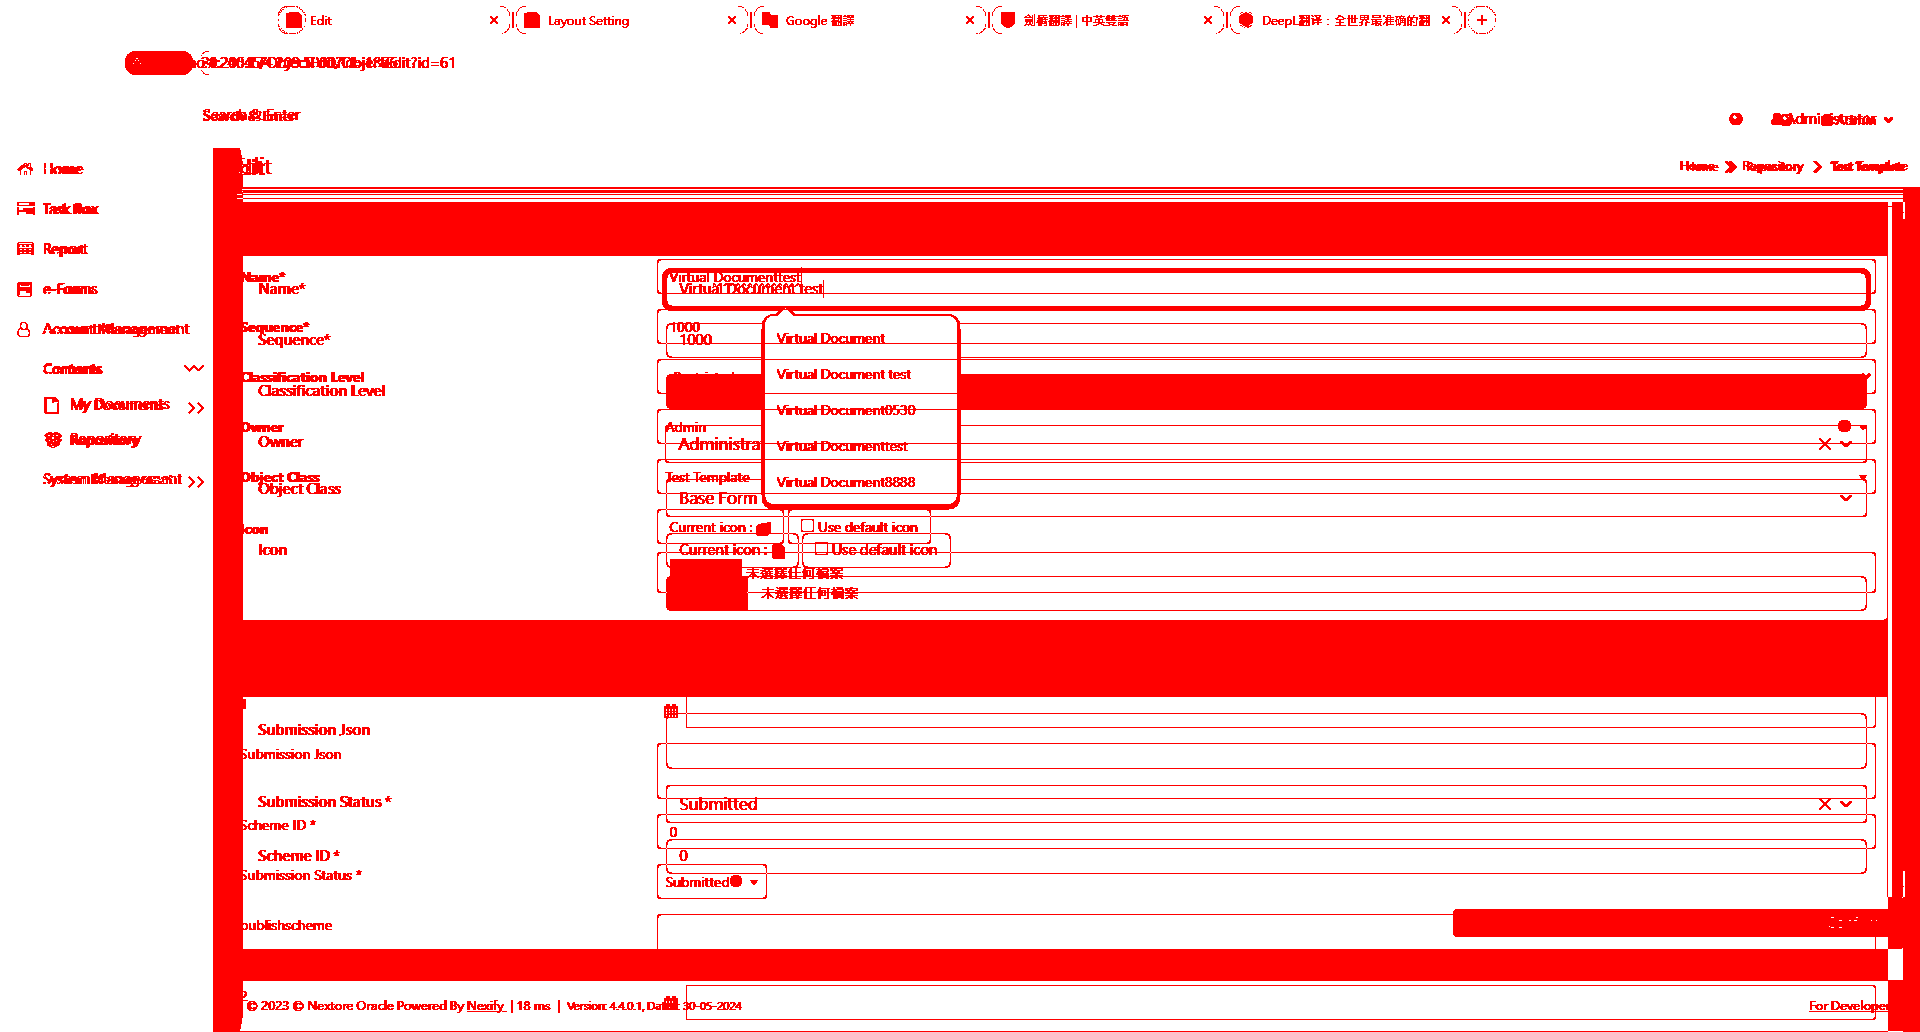 Edit
Layout Setting
Google 翻譯
劍橋翻譯 | 中英雙語
DeepL翻译：全世界最准确的翻
edit?id=61
Home
Repository
Test Template
Home
Task Box
Report
e-Forms
Account Management
Contents
My Documents
Repository
System Management
Name*
Virtual Documenttest
Name*
Virtual Document test
Sequence*
1000
Sequence*
1000
Virtual Document
Virtual Document test
Virtual Document0530
Virtual Documenttest
Virtual Document8888
Classification Level
Classification Level
Owner
Admin
Owner
Administra
Object Class
Test Template
Object Class
Base Form
Icon
Current icon :
Use default icon
Icon
Current icon :
Use default icon
未選擇任何檔案
未選擇任何檔案
Submission Json
Submission Json
Submission Status *
Submitted
Scheme ID *
0
Scheme ID *
0
Submission Status *
Submitted
publishscheme
© 2023 © Nextore Oracle Powered By Nexify | 18 ms | Version: 4.4.0.1, Dated: 30-05-2024
For Developer